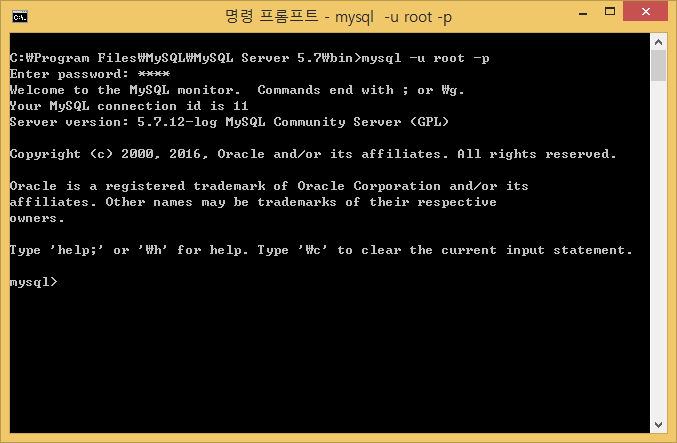 명령 프롬프트 - mysql  -u root -p
C:₩Program Files₩MySQL₩MySQL Server 5.7₩bin>mysql -u root -p
Enter password: ****
Welcome to the MySQL monitor.  Commands end with ; or ₩g.
Your MySQL connection id is 11
Server version: 5.7.12-log MySQL Community Server (GPL)
Copyright (c) 2000, 2016, Oracle and/or its affiliates. All rights reserved.
Oracle is a registered trademark of Oracle Corporation and/or its
affiliates. Other names may be trademarks of their respective
owners.
Type 'help;' or '₩h' for help. Type '₩c' to clear the current input statement.
mysql>